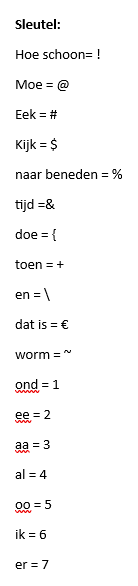 Sleutel:
Hoe schoon= !
Moe = @
Eek = #
Kijk = $
naar beneden = %
tijd =&
doe = {
toen = +
en = \
dat is = €
worm = ~
ond = 1
ee = 2
aa = 3
al = 4
oo = 5
ik = 6
er = 7